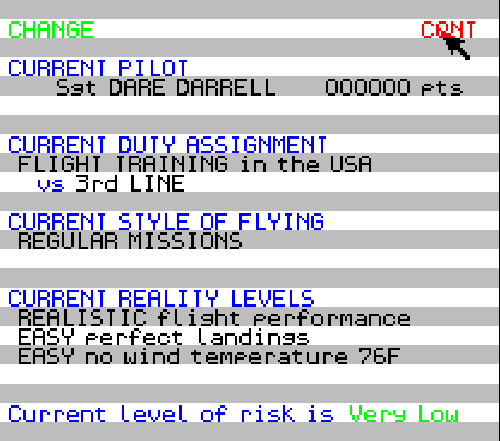 CHANGE CONT
CURRENT PILOT
Sgt DARE DARRELL 000000 pts
CURRENT DUTY ASSIGNMENT
FLIGHT TRAINING in the USA
vs 3rd LINE
CURRENT STYLE OF FLYING
REGULAR MISSIONS
CURRENT REALITY LEVELS
REALISTIC flight performance
EASY perfect landings
EASY no wind temperature 76F
Current level of risk is Very Low